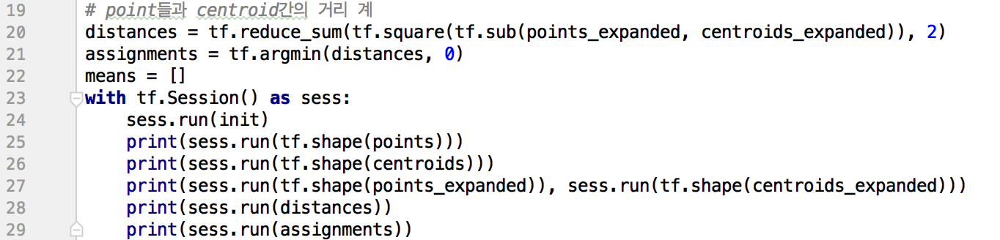 19 # point들과 centroid간의 거리 계
20 distances = tf.reduce_sum(tf.square(tf.sub(points_expanded, centroids_expanded)), 2)
21 assignments = tf.argmin(distances, 0)
22 means = []
23 with tf.Session() as sess:
24     sess.run(init)
25     print(sess.run(tf.shape(points)))
26     print(sess.run(tf.shape(centroids)))
27     print(sess.run(tf.shape(points_expanded)), sess.run(tf.shape(centroids_expanded)))
28     print(sess.run(distances))
29     print(sess.run(assignments))